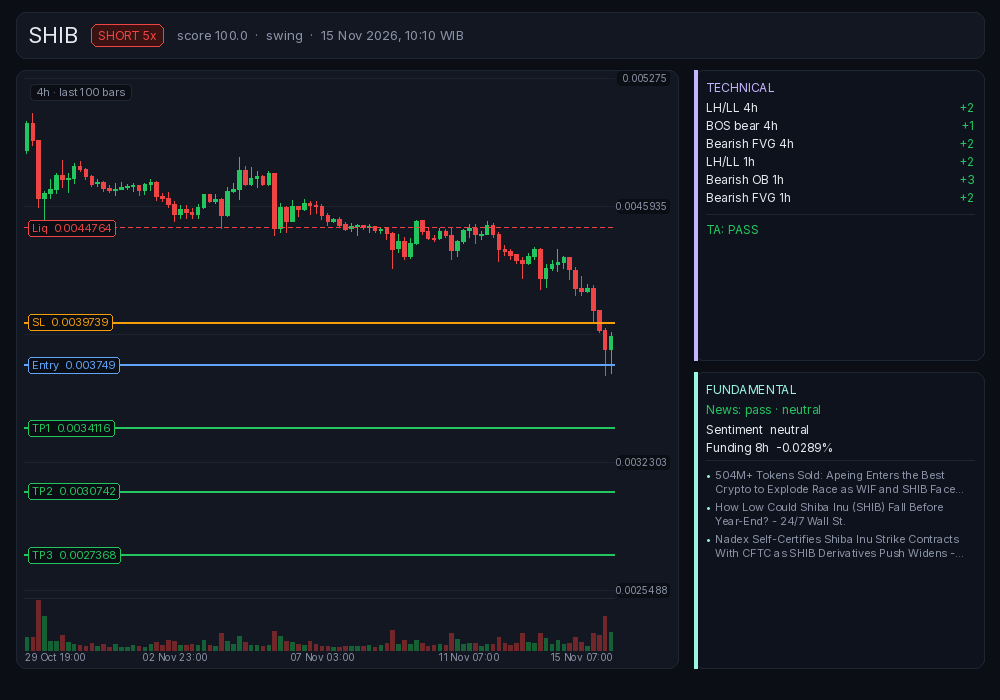 SHIB SHORT 5x score 100.0 · swing · 15 Nov 2026, 10:10 WIB
4h · last 100 bars
0.005275
0.0045935
Liq 0.0044764
SL 0.0039739
Entry 0.003749
TP1 0.0034116
0.0032303
TP2 0.0030742
TP3 0.0027368
0.0025488
29 Oct 19:00 02 Nov 23:00 07 Nov 03:00 11 Nov 07:00 15 Nov 07:00
TECHNICAL
LH/LL 4h +2
BOS bear 4h +1
Bearish FVG 4h +2
LH/LL 1h +2
Bearish OB 1h +3
Bearish FVG 1h +2
TA: PASS
FUNDAMENTAL
News: pass · neutral
Sentiment neutral
Funding 8h -0.0289%
• 504M+ Tokens Sold: Apeing Enters the Best
Crypto to Explode Race as WIF and SHIB Face...
• How Low Could Shiba Inu (SHIB) Fall Before
Year-End? - 24/7 Wall St.
• Nadex Self-Certifies Shiba Inu Strike Contracts
With CFTC as SHIB Derivatives Push Widens -...